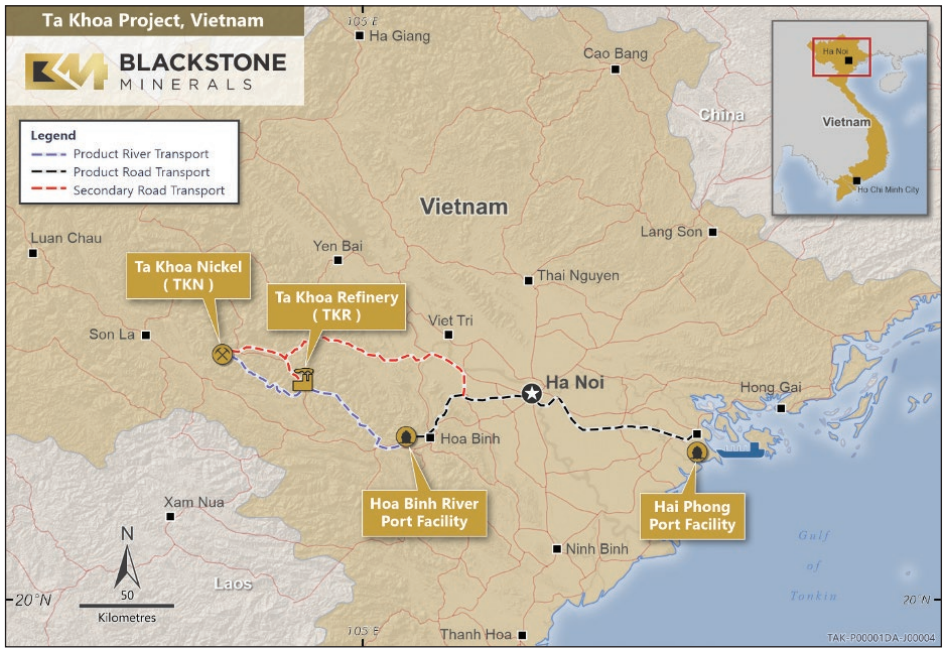 Ta Khoa Project, Vietnam
BLACKSTONE
MINERALS
Legend
Product River Transport
Product Road Transport
Secondary Road Transport
105 E
Ha Giang
Cao Bang
China
Ha Noi
Vietnam
Ho Chi Minh City
Vietnam
Luan Chau
Yen Bai
Lang Son
Thai Nguyen
Ta Khoa Nickel
( TKN )
Ta Khoa Refinery
( TKR )
Viet Tri
Son La
Ha Noi
Hong Gai
Hoa Binh
Hoa Binh River
Port Facility
Hai Phong
Port Facility
Xam Nua
N
Ninh Binh
Gulf
of
Tonkin
Laos
20°N
50
Kilometres
20 N
105 E
Thanh Hoa
TAK-P00001DA-J00004